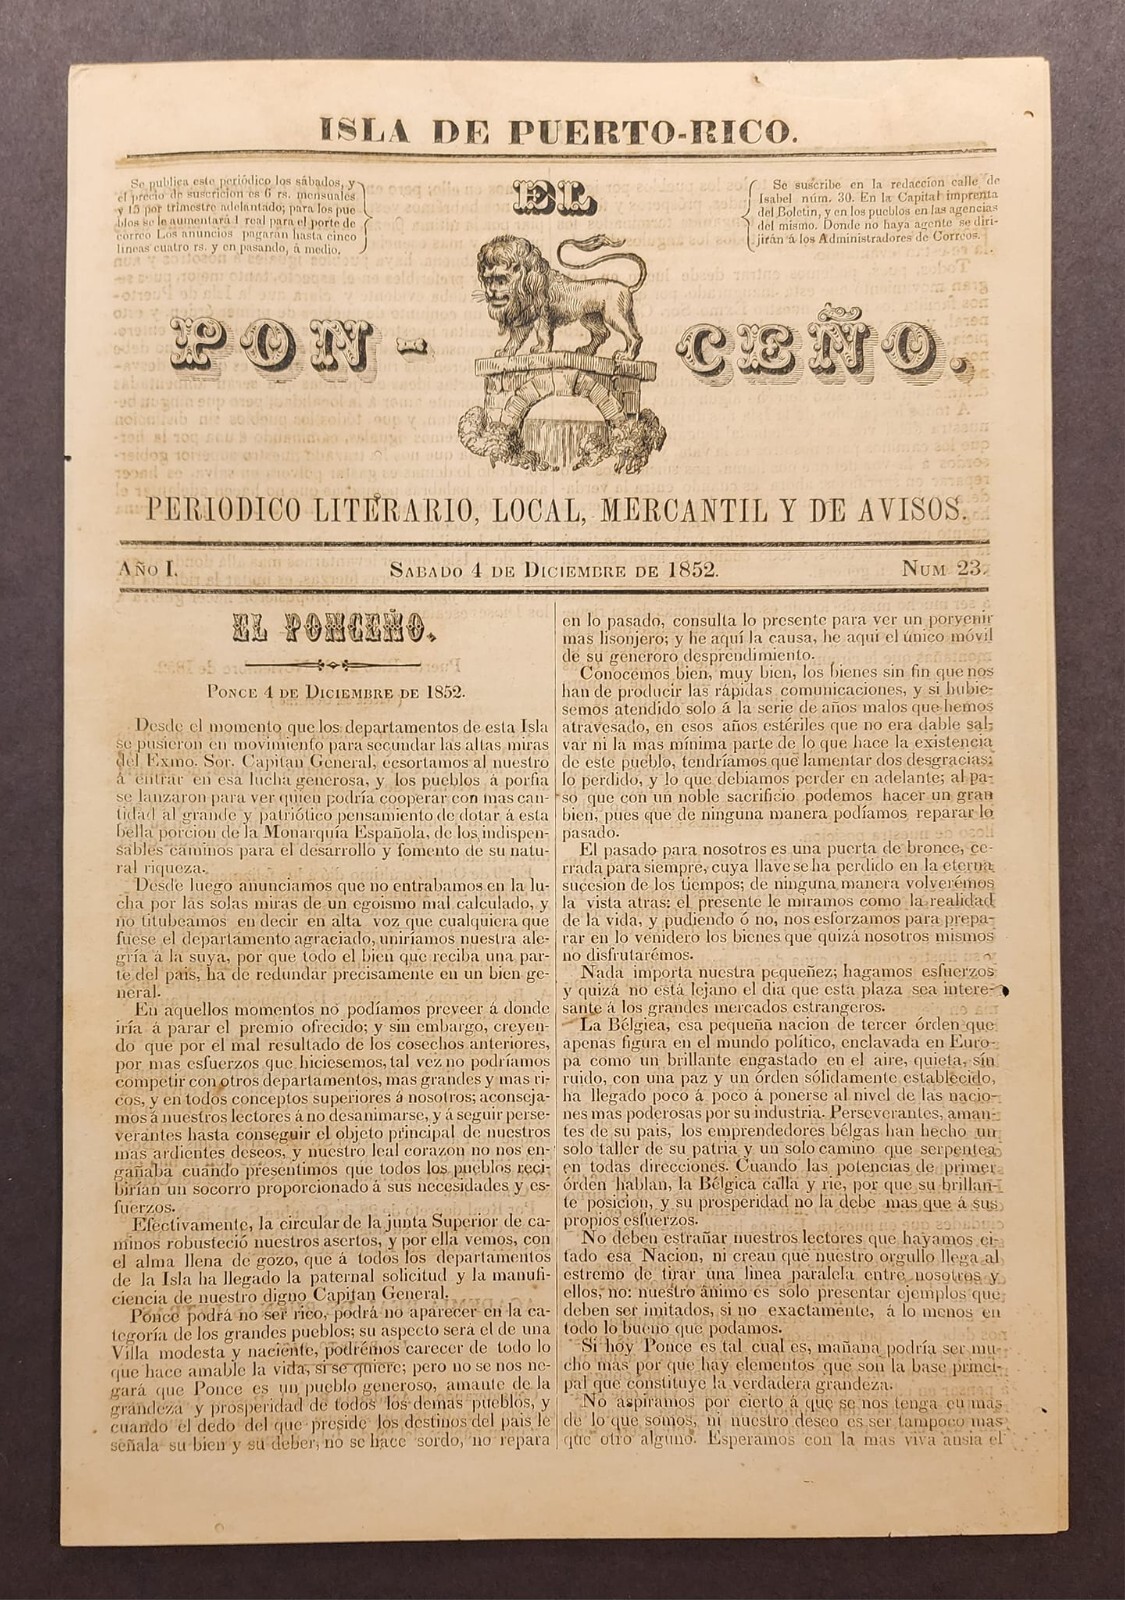 ISLA DE PUERTO-RICO.
Se publica este periódico los sábados, y
el precio de suscricion es 6 rs. mensuales
y 15 por trimestre adelantado; para los pue
blos se le aumentará 1 real para el porte de
correo Los anuncios pagarán hasta cinco
lineas cuatro rs. y en pasando, á medio.
Se suscribe en la redaccion calle de
Isabel núm. 30. En la Capital imprenta
del Boletin, y en los pueblos en las agencias
del mismo. Donde no haya agente se diri-
jirán á los Administradores de Correos.
EL
PON-CEÑO.
PERIODICO LITERARIO, LOCAL, MERCANTIL Y DE AVISOS.
AÑO I. SABADO 4 DE DICIEMBRE DE 1852. NUM 23.
EL PONCEÑO.
PONCE 4 DE DICIEMBRE DE 1852.
Desde el momento que los departamentos de esta Isla
se pusieron en movimiento para secundar las altas miras
del Exmo. Sor. Capitan General, ecsortamos al nuestro
á entrar en esa lucha generosa, y los pueblos á porfia
se lanzaron para ver quien podría cooperar con mas can-
tidad al grande y patriótico pensamiento de dotar á esta
bella porcion de la Monarquía Española, de los indispen-
sables caminos para el desarrollo y fomento de su natu-
ral riqueza.
Desde luego anunciamos que no entrabamos en la lu-
cha por las solas miras de un egoismo mal calculado, y
no titubeamos en decir en alta voz que cualquiera que
fuese el departamento agraciado, uniríamos nuestra ale-
gría á la suya, por que todo el bien que reciba una par-
te del pais, ha de redundar precisamente en un bien ge-
neral.
En aquellos momentos no podíamos preveer á donde
iría á parar el premio ofrecido; y sin embargo, creyen-
do que por el mal resultado de los cosechos anteriores,
por mas esfuerzos que hiciesemos, tal vez no podríamos
competir con otros departamentos, mas grandes y mas ri-
cos, y en todos conceptos superiores á nosotros; aconseja-
mos á nuestros lectores á no desanimarse, y á seguir perse-
verantes hasta conseguir el objeto principal de nuestros
mas ardientes deseos, y nuestro leal corazon no nos en-
gañaba cuando presentimos que todos los pueblos reci-
birían un socorro proporcionado á sus necesidades y es-
fuerzos.
Efectivamente, la circular de la junta Superior de ca-
minos robusteció nuestros asertos, y por ella vemos, con
el alma llena de gozo, que á todos los departamentos
de la Isla ha llegado la paternal solicitud y la munifi-
ciencia de nuestro digno Capitan General.
Ponce podrá no ser rico, podrá no aparecer en la ca-
tegoría de los grandes pueblos; su aspecto será el de una
Villa modesta y naciente, podrémos carecer de todo lo
que hace amable la vida, si se quiere; pero no se nos ne-
gará que Ponce es un pueblo generoso, amante de la
grandeza y prosperidad de todos los demas pueblos, y
cuando el dedo del que preside los destinos del pais le
señala su bien y su deber, no se hace sordo, no repara
en lo pasado, consulta lo presente para ver un porvenir
mas lisonjero; y he aquí la causa, he aquí el único móvil
de su generoro desprendimiento.
Conocemos bien, muy bien, los bienes sin fin que nos
han de producir las rápidas comunicaciones, y si hubie-
semos atendido solo á la serie de años malos que hemos
atravesado, en esos años estériles que no era dable sal-
var ni la mas mínima parte de lo que hace la existencia
de este pueblo, tendríamos que lamentar dos desgracias:
lo perdido, y lo que debiamos perder en adelante; al pa-
so que con un noble sacrificio podemos hacer un gran
bien, pues que de ninguna manera podíamos reparar lo
pasado.
El pasado para nosotros es una puerta de bronce, ce-
rrada para siempre, cuya llave se ha perdido en la eterna
sucesion de los tiempos; de ninguna manera volverémos
la vista atras: el presente le miramos como la realidad
de la vida, y pudiendo ó no, nos esforzamos para prepa-
rar en lo venidero los bienes que quizá nosotros mismos
no disfrutarémos.
Nada importa nuestra pequeñez; hagamos esfuerzos
y quizá no está lejano el dia que esta plaza sea intere-
sante á los grandes mercados estrangeros.
La Bélgica, esa pequeña nacion de tercer órden que
apenas figura en el mundo político, enclavada en Euro-
pa como un brillante engastado en el aire, quieta, sin
ruido, con una paz y un órden sólidamente establecido,
ha llegado poco á poco á ponerse al nivel de las nacio-
nes mas poderosas por su industria. Perseverantes, aman-
tes de su pais, los emprendedores bélgas han hecho un
solo taller de su patria y un solo camino que serpentea
en todas direcciones. Cuando las potencias de primer
órden hablan, la Bélgica calla y rie, por que su brillan-
te posicion, y su prosperidad no la debe mas que á sus
propios esfuerzos.
No deben estrañar nuestros lectores que hayamos ci-
tado esa Nacion, ni crean que nuestro orgullo llega al
estremo de tirar una linea paralela entre nosotros y
ellos, no: nuestro ánimo es solo presentar ejemplos que
deben ser imitados, si no exactamente, á lo menos en
todo lo bueno que podamos.
Si hoy Ponce es tal cual es, mañana podría ser mu-
cho mas por que hay elementos que son la base princi-
pal que constituye la verdadera grandeza.
No aspiramos por cierto á que se nos tenga en mas
de lo que somos, ni nuestro deseo es ser tampoco mas
que otro alguno. Esperamos con la mas viva ansia el